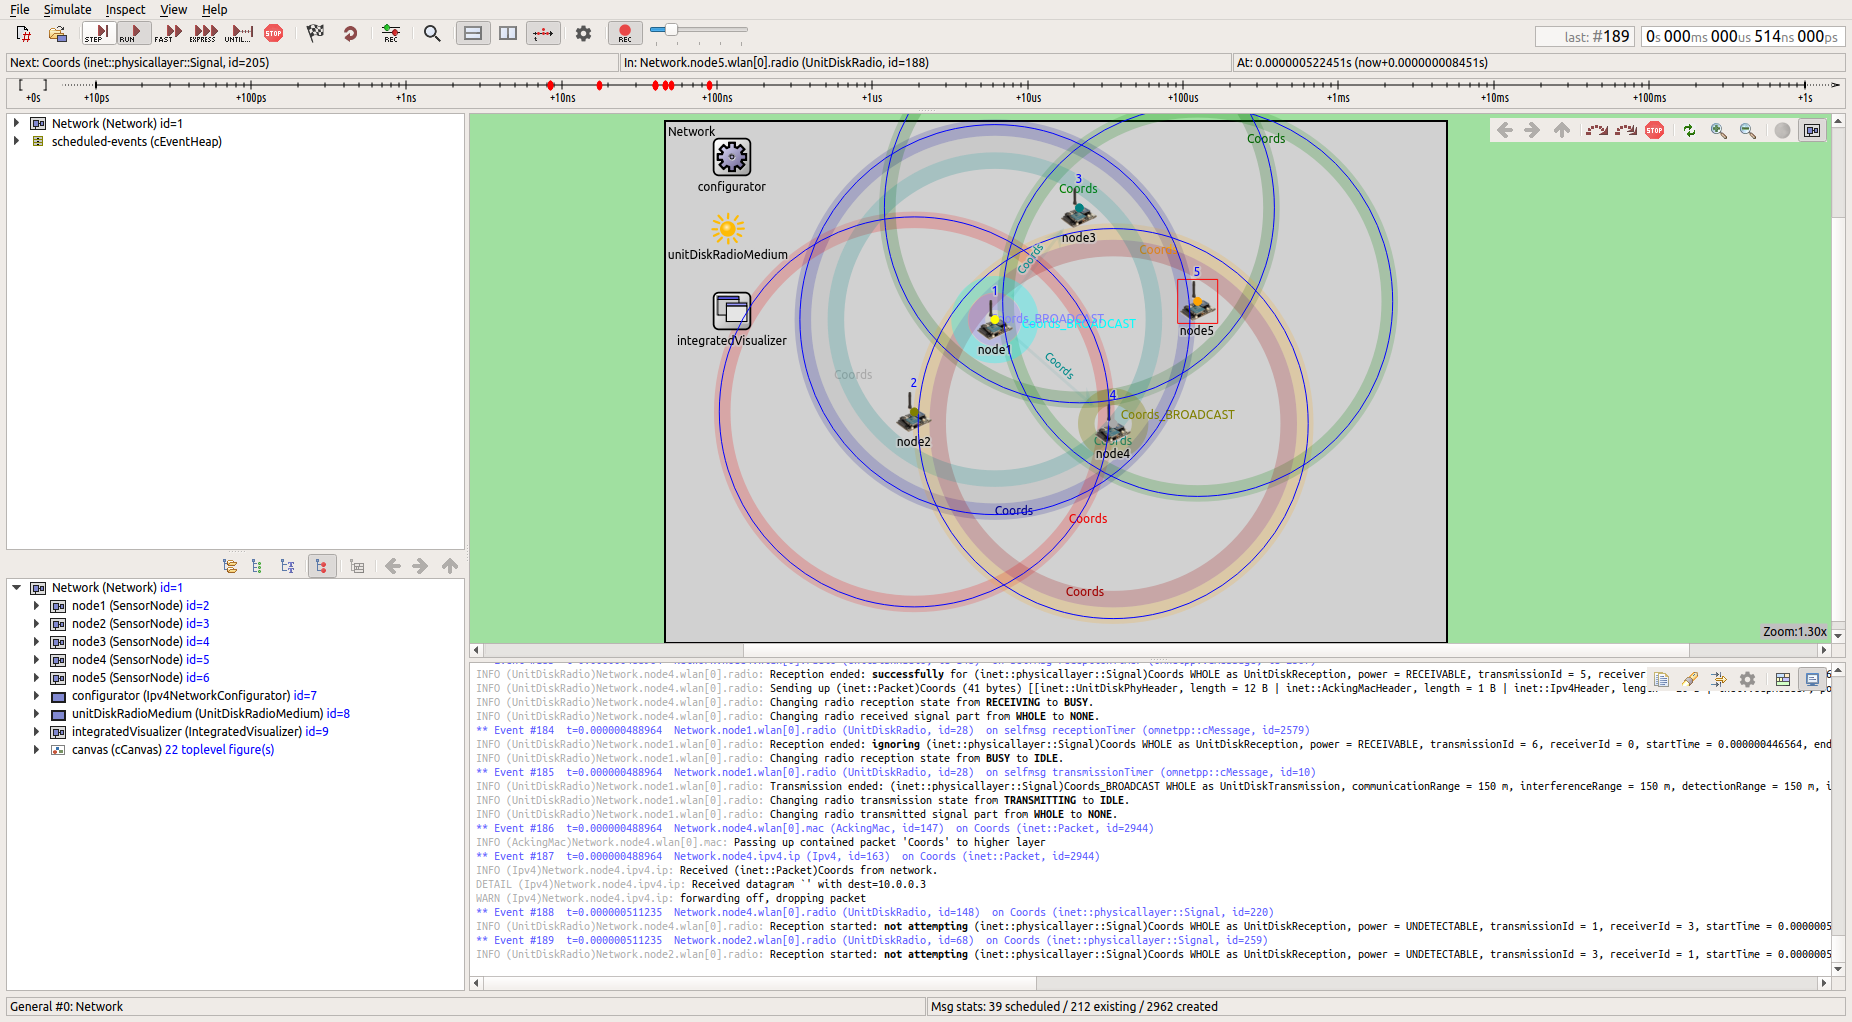 File Simulate Inspect View Help
STEP RUN FAST EXPRESS UNTIL... STOP REC REC
last: #189 0s 000ms 000us 514ns 000ps
Next: Coords (inet::physicallayer::Signal, id=205) In: Network.node5.wlan[0].radio (UnitDiskRadio, id=188) At: 0.000000522451s (now+0.000000008451s)
+0s +10ps +100ps +1ns +10ns +100ns +1us +10us +100us +1ms +10ms +100ms +1s
Network (Network) id=1
scheduled-events (cEventHeap)
Network (Network) id=1
node1 (SensorNode) id=2
node2 (SensorNode) id=3
node3 (SensorNode) id=4
node4 (SensorNode) id=5
node5 (SensorNode) id=6
configurator (Ipv4NetworkConfigurator) id=7
unitDiskRadioMedium (UnitDiskRadioMedium) id=8
integratedVisualizer (IntegratedVisualizer) id=9
canvas (cCanvas) 22 toplevel figure(s)
Network
STOP
Coords
configurator
3
Coords
node3
unitDiskRadioMedium
Coords
Coords
5
node5
1
ords_BROADCAST
Coords_BROADCAST
node1
integratedVisualizer
Coords
Coords
2
node2
4
Coords_BROADCAST
Coords
node4
Coords
Coords
Coords
Zoom:1.30x
INFO (UnitDiskRadio)Network.node4.wlan[0].radio: Reception ended: successfully for (inet::physicallayer::Signal)Coords WHOLE as UnitDiskReception, power = RECEIVABLE, transmissionId = 5, receiver
INFO (UnitDiskRadio)Network.node4.wlan[0].radio: Sending up (inet::Packet)Coords (41 bytes) [[inet::UnitDiskPhyHeader, length = 12 B | inet::AckingMacHeader, length = 1 B | inet::Ipv4Header, leng
INFO (UnitDiskRadio)Network.node4.wlan[0].radio: Changing radio reception state from RECEIVING to BUSY.
INFO (UnitDiskRadio)Network.node4.wlan[0].radio: Changing radio received signal part from WHOLE to NONE.
** Event #184 t=0.000000488964 Network.node1.wlan[0].radio (UnitDiskRadio, id=28) on selfmsg receptionTimer (omnetpp::cMessage, id=2579)
INFO (UnitDiskRadio)Network.node1.wlan[0].radio: Reception ended: ignoring (inet::physicallayer::Signal)Coords WHOLE as UnitDiskReception, power = RECEIVABLE, transmissionId = 6, receiverId = 0, startTime = 0.000000446564, end
INFO (UnitDiskRadio)Network.node1.wlan[0].radio: Changing radio reception state from BUSY to IDLE.
** Event #185 t=0.000000488964 Network.node1.wlan[0].radio (UnitDiskRadio, id=28) on selfmsg transmissionTimer (omnetpp::cMessage, id=10)
INFO (UnitDiskRadio)Network.node1.wlan[0].radio: Transmission ended: (inet::physicallayer::Signal)Coords_BROADCAST WHOLE as UnitDiskTransmission, communicationRange = 150 m, interferenceRange = 150 m, detectionRange = 150 m, i
INFO (UnitDiskRadio)Network.node1.wlan[0].radio: Changing radio transmission state from TRANSMITTING to IDLE.
INFO (UnitDiskRadio)Network.node1.wlan[0].radio: Changing radio transmitted signal part from WHOLE to NONE.
** Event #186 t=0.000000488964 Network.node4.wlan[0].mac (AckingMac, id=147) on Coords (inet::Packet, id=2944)
INFO (AckingMac)Network.node4.wlan[0].mac: Passing up contained packet 'Coords' to higher layer
** Event #187 t=0.000000488964 Network.node4.ipv4.ip (Ipv4, id=163) on Coords (inet::Packet, id=2944)
INFO (Ipv4)Network.node4.ipv4.ip: Received (inet::Packet)Coords from network.
DETAIL (Ipv4)Network.node4.ipv4.ip: Received datagram `' with dest=10.0.0.3
WARN (Ipv4)Network.node4.ipv4.ip: forwarding off, dropping packet
** Event #188 t=0.000000511235 Network.node4.wlan[0].radio (UnitDiskRadio, id=148) on Coords (inet::physicallayer::Signal, id=220)
INFO (UnitDiskRadio)Network.node4.wlan[0].radio: Reception started: not attempting (inet::physicallayer::Signal)Coords WHOLE as UnitDiskReception, power = UNDETECTABLE, transmissionId = 1, receiverId = 3, startTime = 0.0000005
** Event #189 t=0.000000511235 Network.node2.wlan[0].radio (UnitDiskRadio, id=68) on Coords (inet::physicallayer::Signal, id=259)
INFO (UnitDiskRadio)Network.node2.wlan[0].radio: Reception started: not attempting (inet::physicallayer::Signal)Coords WHOLE as UnitDiskReception, power = UNDETECTABLE, transmissionId = 3, receiverId = 1, startTime = 0.0000005
General #0: Network Msg stats: 39 scheduled / 212 existing / 2962 created